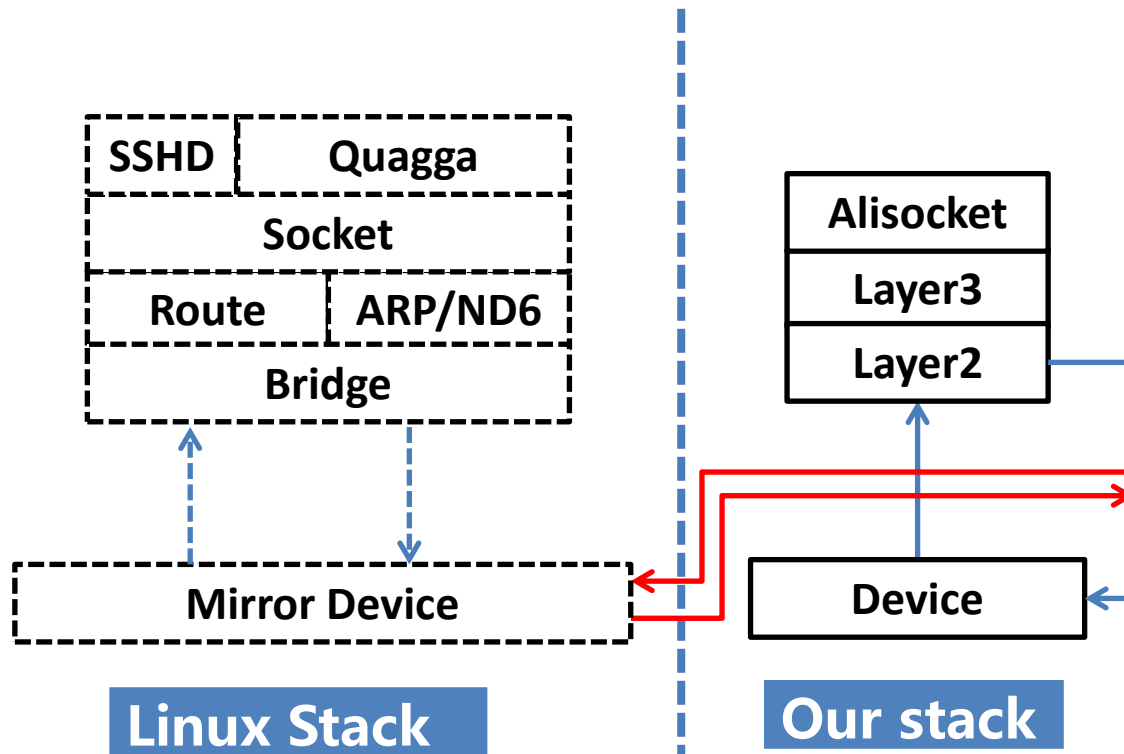 SSHD
Quagga
Socket
Route
ARP/ND6
Bridge
Mirror Device
Linux Stack
Alisocket
Layer3
Layer2
Device
Our stack